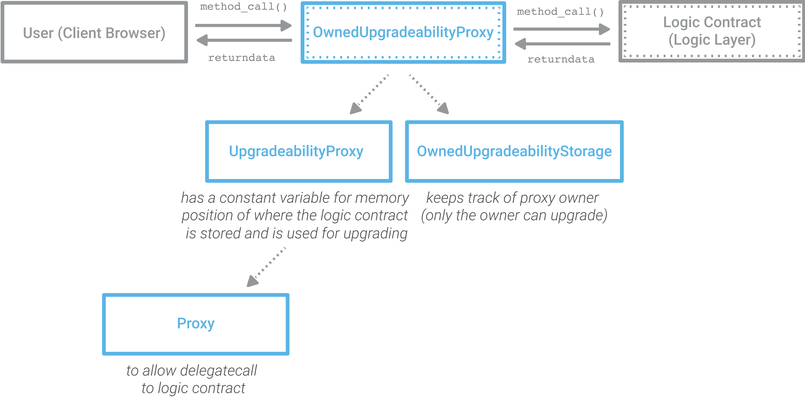 User (Client Browser)
method_call()
returndata
OwnedUpgradeabilityProxy
method_call()
returndata
Logic Contract
(Logic Layer)
UpgradeabilityProxy
has a constant variable for memory
position of where the logic contract
is stored and is used for upgrading
OwnedUpgradeabilityStorage
keeps track of proxy owner
(only the owner can upgrade)
Proxy
to allow delegatecall
to logic contract